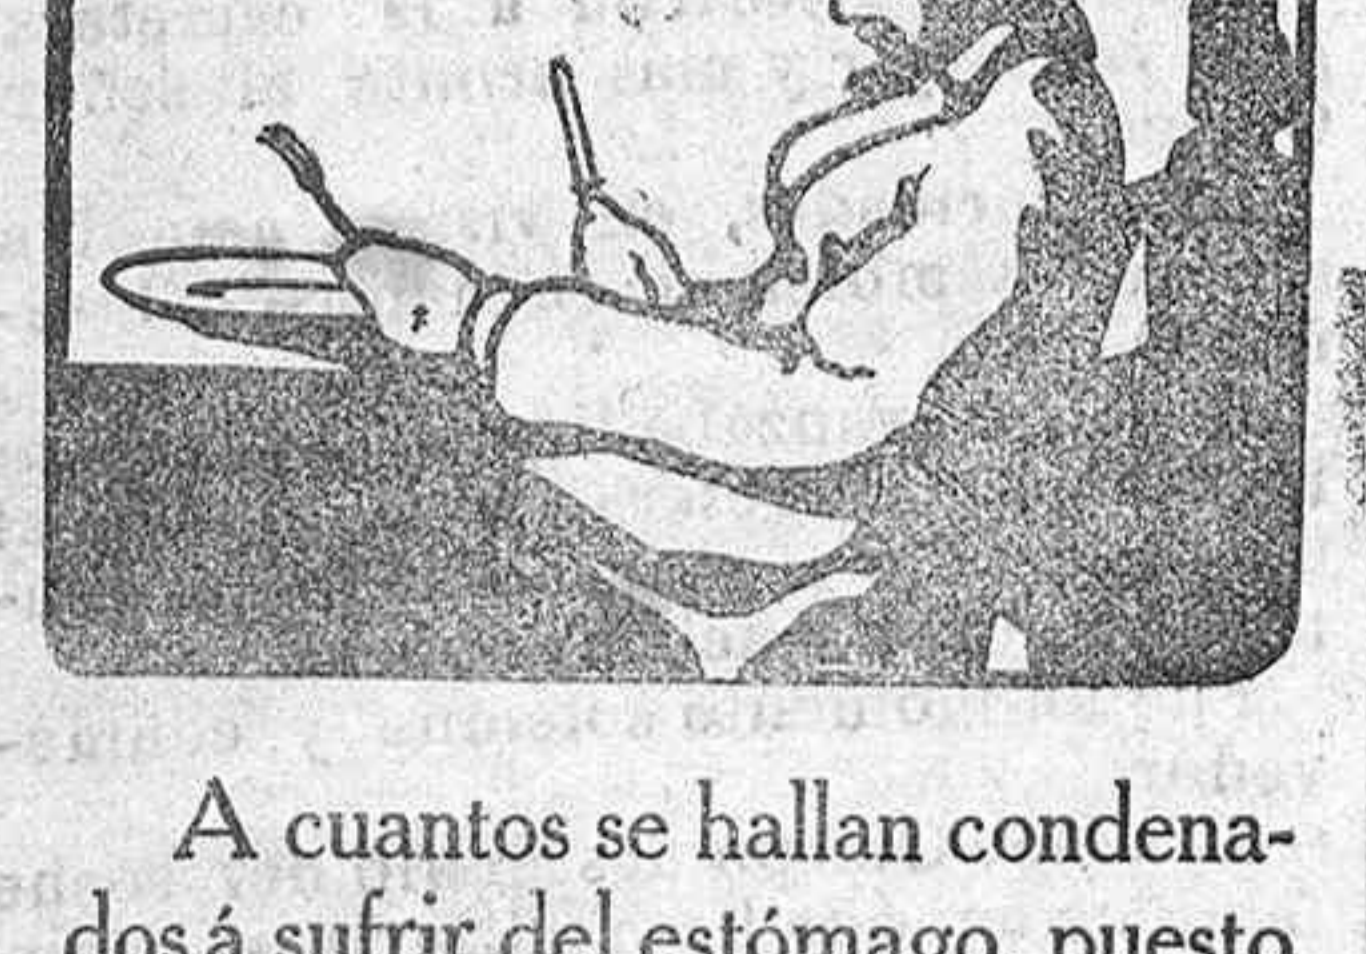 A cuantos se hallan condena-
dos á sufrir del estómago, puesto